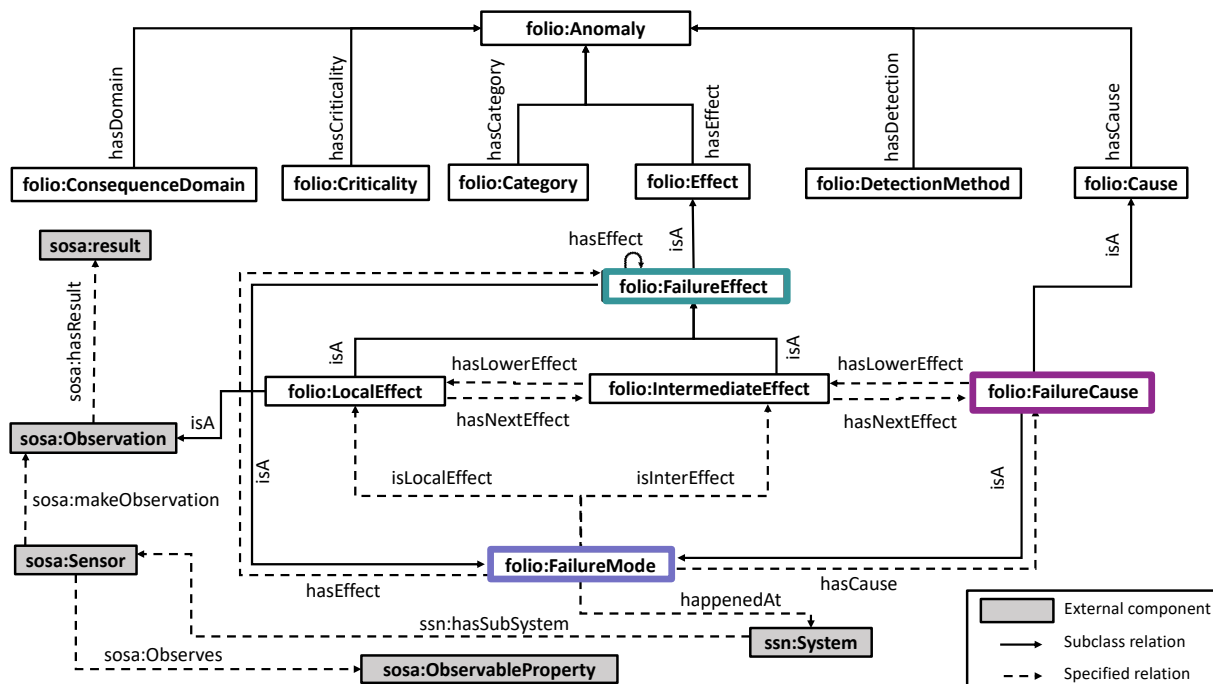 folio:Anomaly
hasDomain
hasCriticality
hasCategory
hasEffect
hasDetection
hasCause
folio:ConsequenceDomain
folio:Criticality
folio:Category
folio:Effect
folio:DetectionMethod
folio:Cause
sosa:result
hasEffect
isA
isA
folio:FailureEffect
sosa:hasResult
isA
isA
hasLowerEffect
hasLowerEffect
folio:LocalEffect
folio:IntermediateEffect
folio:FailureCause
hasNextEffect
hasNextEffect
sosa:Observation
isA
isA
isLocalEffect
isInterEffect
isA
sosa:makeObservation
sosa:Sensor
folio:FailureMode
hasEffect
hasCause
happenedAt
ssn:hasSubSystem
ssn:System
sosa:Observes
sosa:ObservableProperty
External component
Subclass relation
Specified relation